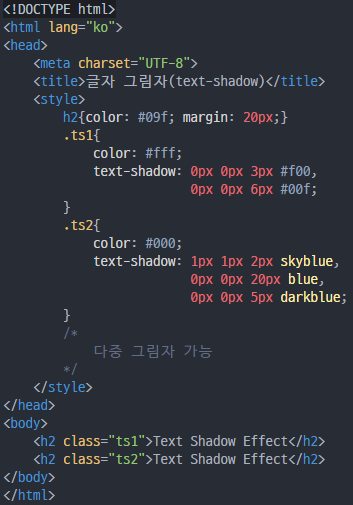 <!DOCTYPE html>
<html lang="ko">
<head>
    <meta charset="UTF-8">
    <title>글자 그림자(text-shadow)</title>
    <style>
        h2{color: #09f; margin: 20px;}
        .ts1{
            color: #fff;
            text-shadow: 0px 0px 3px #f00,
                         0px 0px 6px #00f;
        }
        .ts2{
            color: #000;
            text-shadow: 1px 1px 2px skyblue,
                         0px 0px 20px blue,
                         0px 0px 5px darkblue;
        }
        /*
            다중 그림자 가능
        */
    </style>
</head>
<body>
    <h2 class="ts1">Text Shadow Effect</h2>
    <h2 class="ts2">Text Shadow Effect</h2>
</body>
</html>